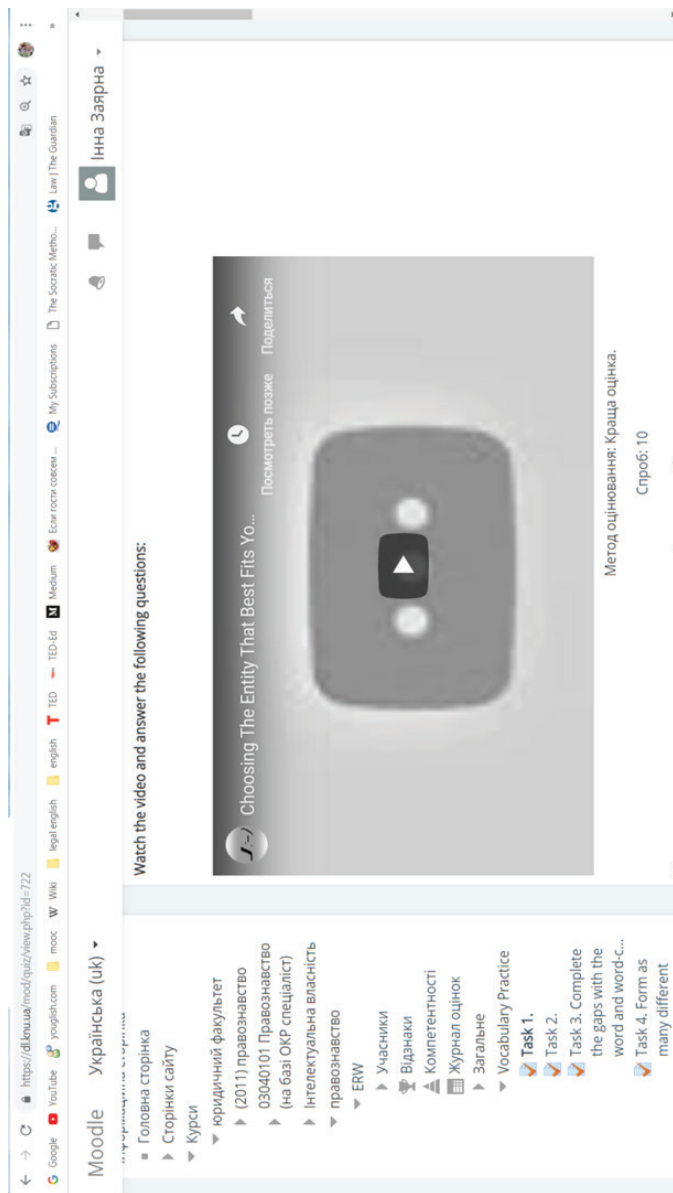 https://dl.knu.ua/mod/quiz/view.php?id=722
Google YouTube youglish.com mooc W Wiki legal english english TED TED-Ed Medium Если гости совсем ... My Subscriptions The Socratic Metho... Law | The Guardian »
Moodle Українська (uk) Інна Заярна
Головна сторінка
Сторінки сайту
Курси
юридичний факультет
(2011) правознавство
03040101 Правознавство
(на базі ОКР спеціаліст)
Інтелектуальна власність
правознавство
ERW
Учасники
Відзнаки
Компетентності
Журнал оцінок
Загальне
Vocabulary Practice
Task 1.
Task 2.
Task 3. Complete
the gaps with the
word and word-c...
Task 4. Form as
many different
Watch the video and answer the following questions:
Choosing The Entity That Best Fits Yo...
Посмотреть позже Поделиться
Метод оцінювання: Краща оцінка.
Спроб: 10